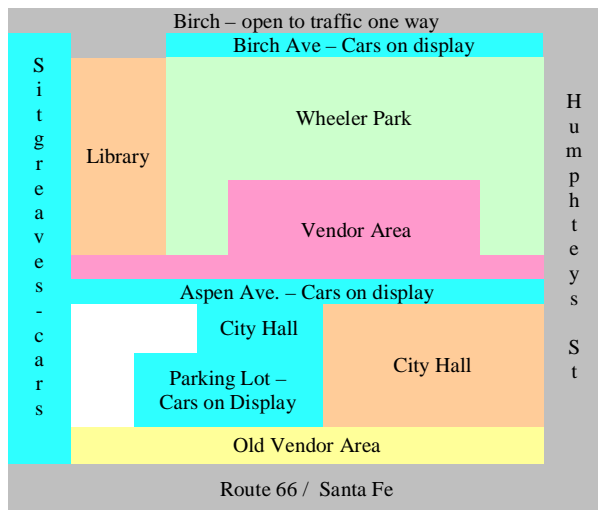 Birch – open to traffic one way
Birch Ave – Cars on display
Sitgreaves-cars
Wheeler Park
Humphteys St
Library
Vendor Area
Aspen Ave. – Cars on display
City Hall
City Hall
Parking Lot –
Cars on Display
Old Vendor Area
Route 66 / Santa Fe